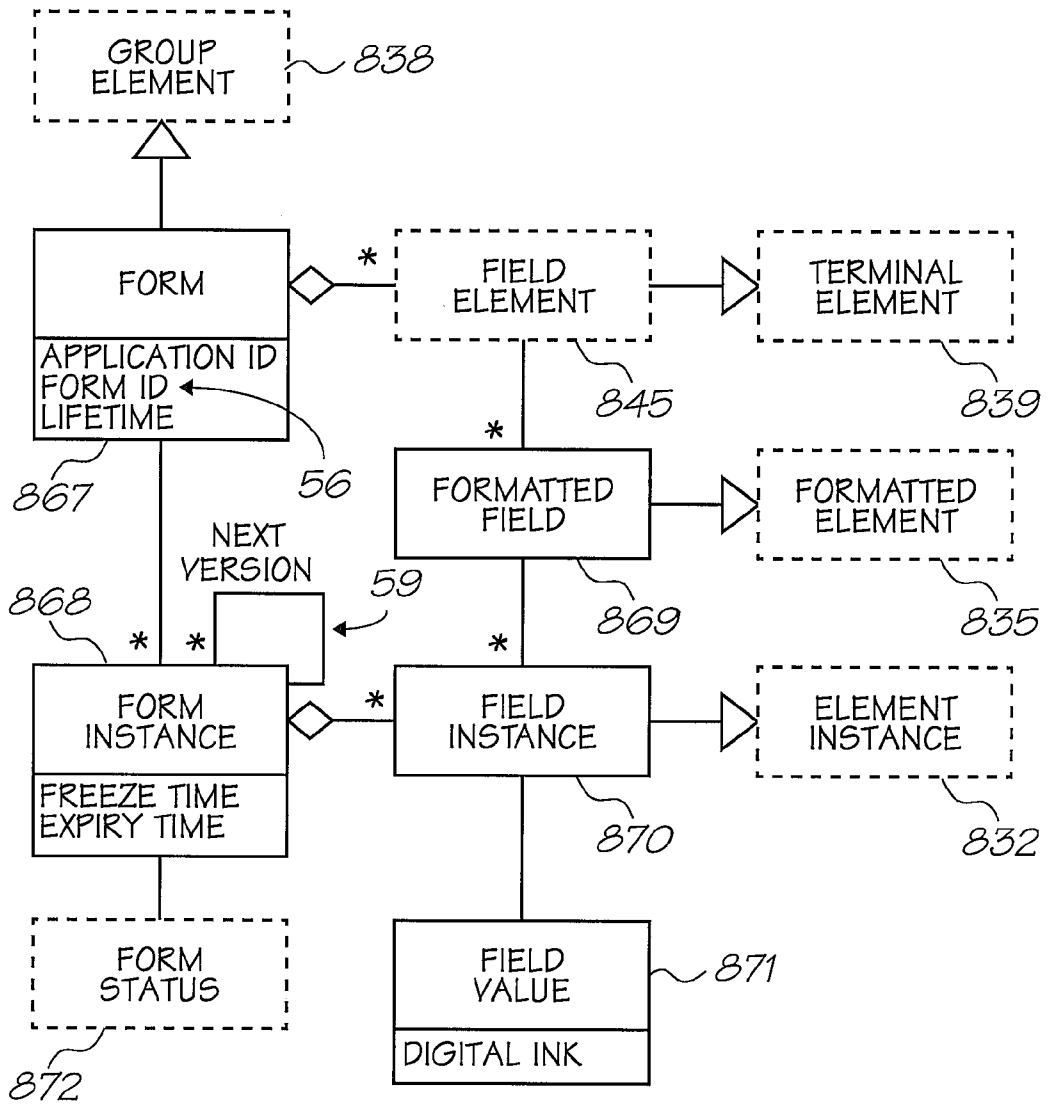 GROUP
ELEMENT
838
FORM
*
FIELD
ELEMENT
TERMINAL
ELEMENT
APPLICATION ID
FORM ID
LIFETIME
845
839
867
56
*
FORMATTED
FIELD
FORMATTED
ELEMENT
NEXT
VERSION
59
868
869
835
*
*
*
FORM
INSTANCE
*
FIELD
INSTANCE
ELEMENT
INSTANCE
FREEZE TIME
EXPIRY TIME
870
832
FORM
STATUS
FIELD
VALUE
871
DIGITAL INK
872